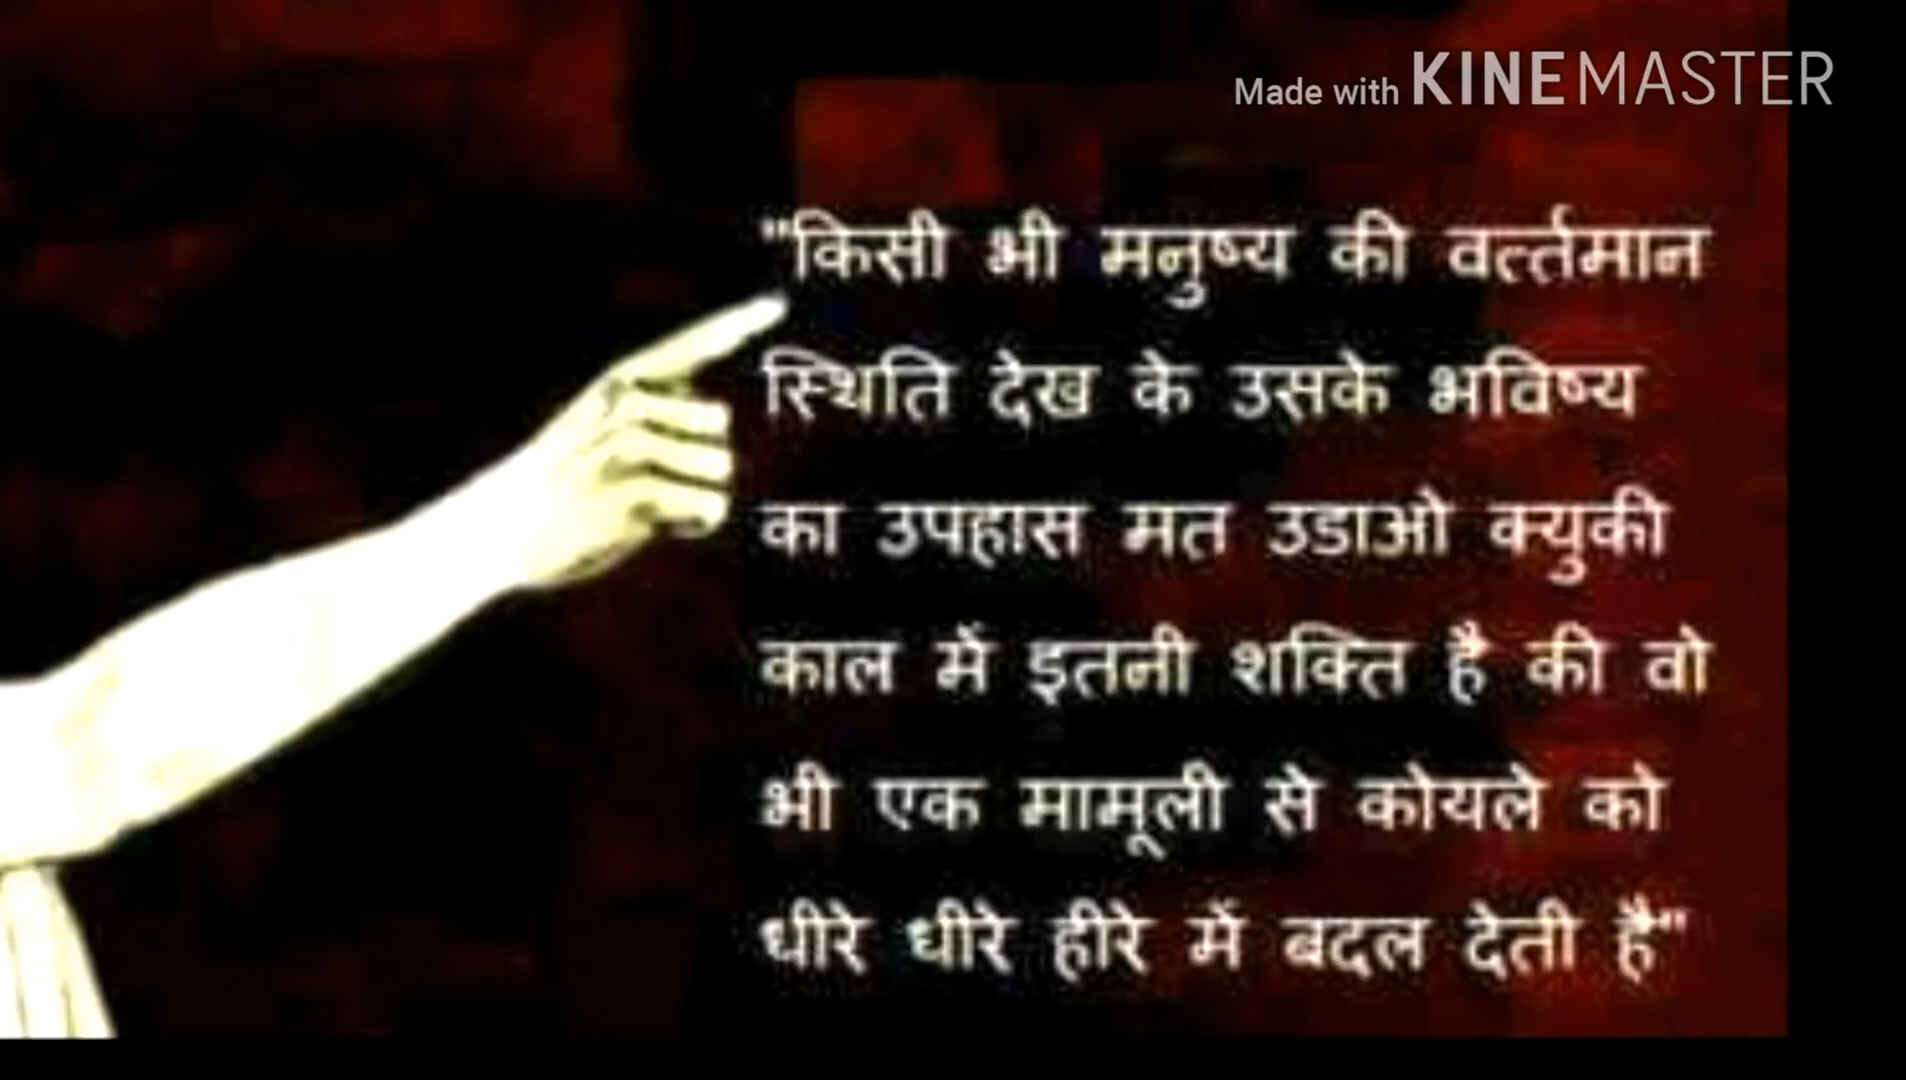 Made with KINEMASTER
"किसी भी मनुष्य की वर्त्तमान
स्थिति देख के उसके भविष्य
का उपहास मत उडाओ क्युकी
काल में इतनी शक्ति है की वो
भी एक मामूली से कोयले को
धीरे धीरे हीरे में बदल देती है"